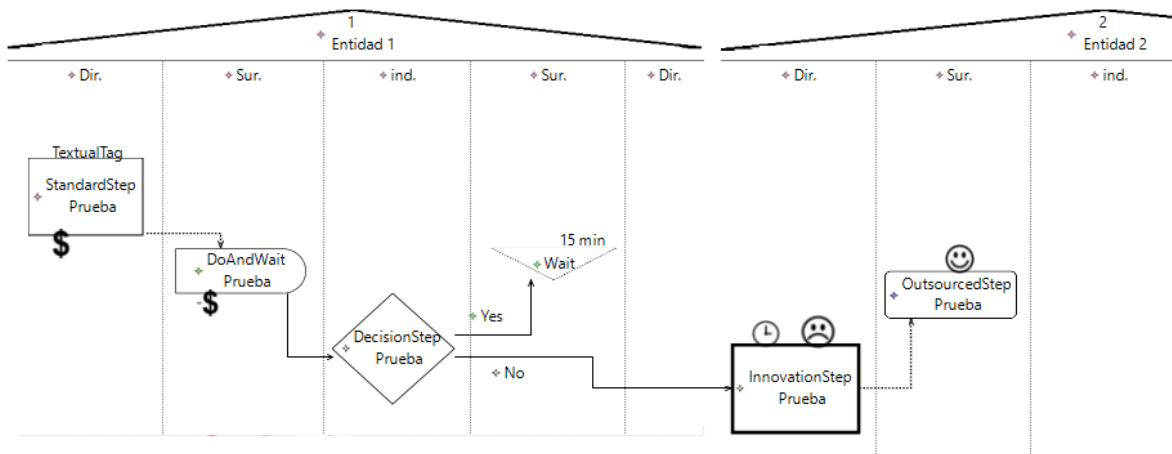 1
Entidad 1
2
Entidad 2
Dir.
Sur.
ind.
Sur.
Dir.
Dir.
Sur.
ind.
TextualTag
StandardStep
Prueba
$
DoAndWait
Prueba
-$
15 min
Wait
Yes
DecisionStep
Prueba
No
OutsourcedStep
Prueba
InnovationStep
Prueba